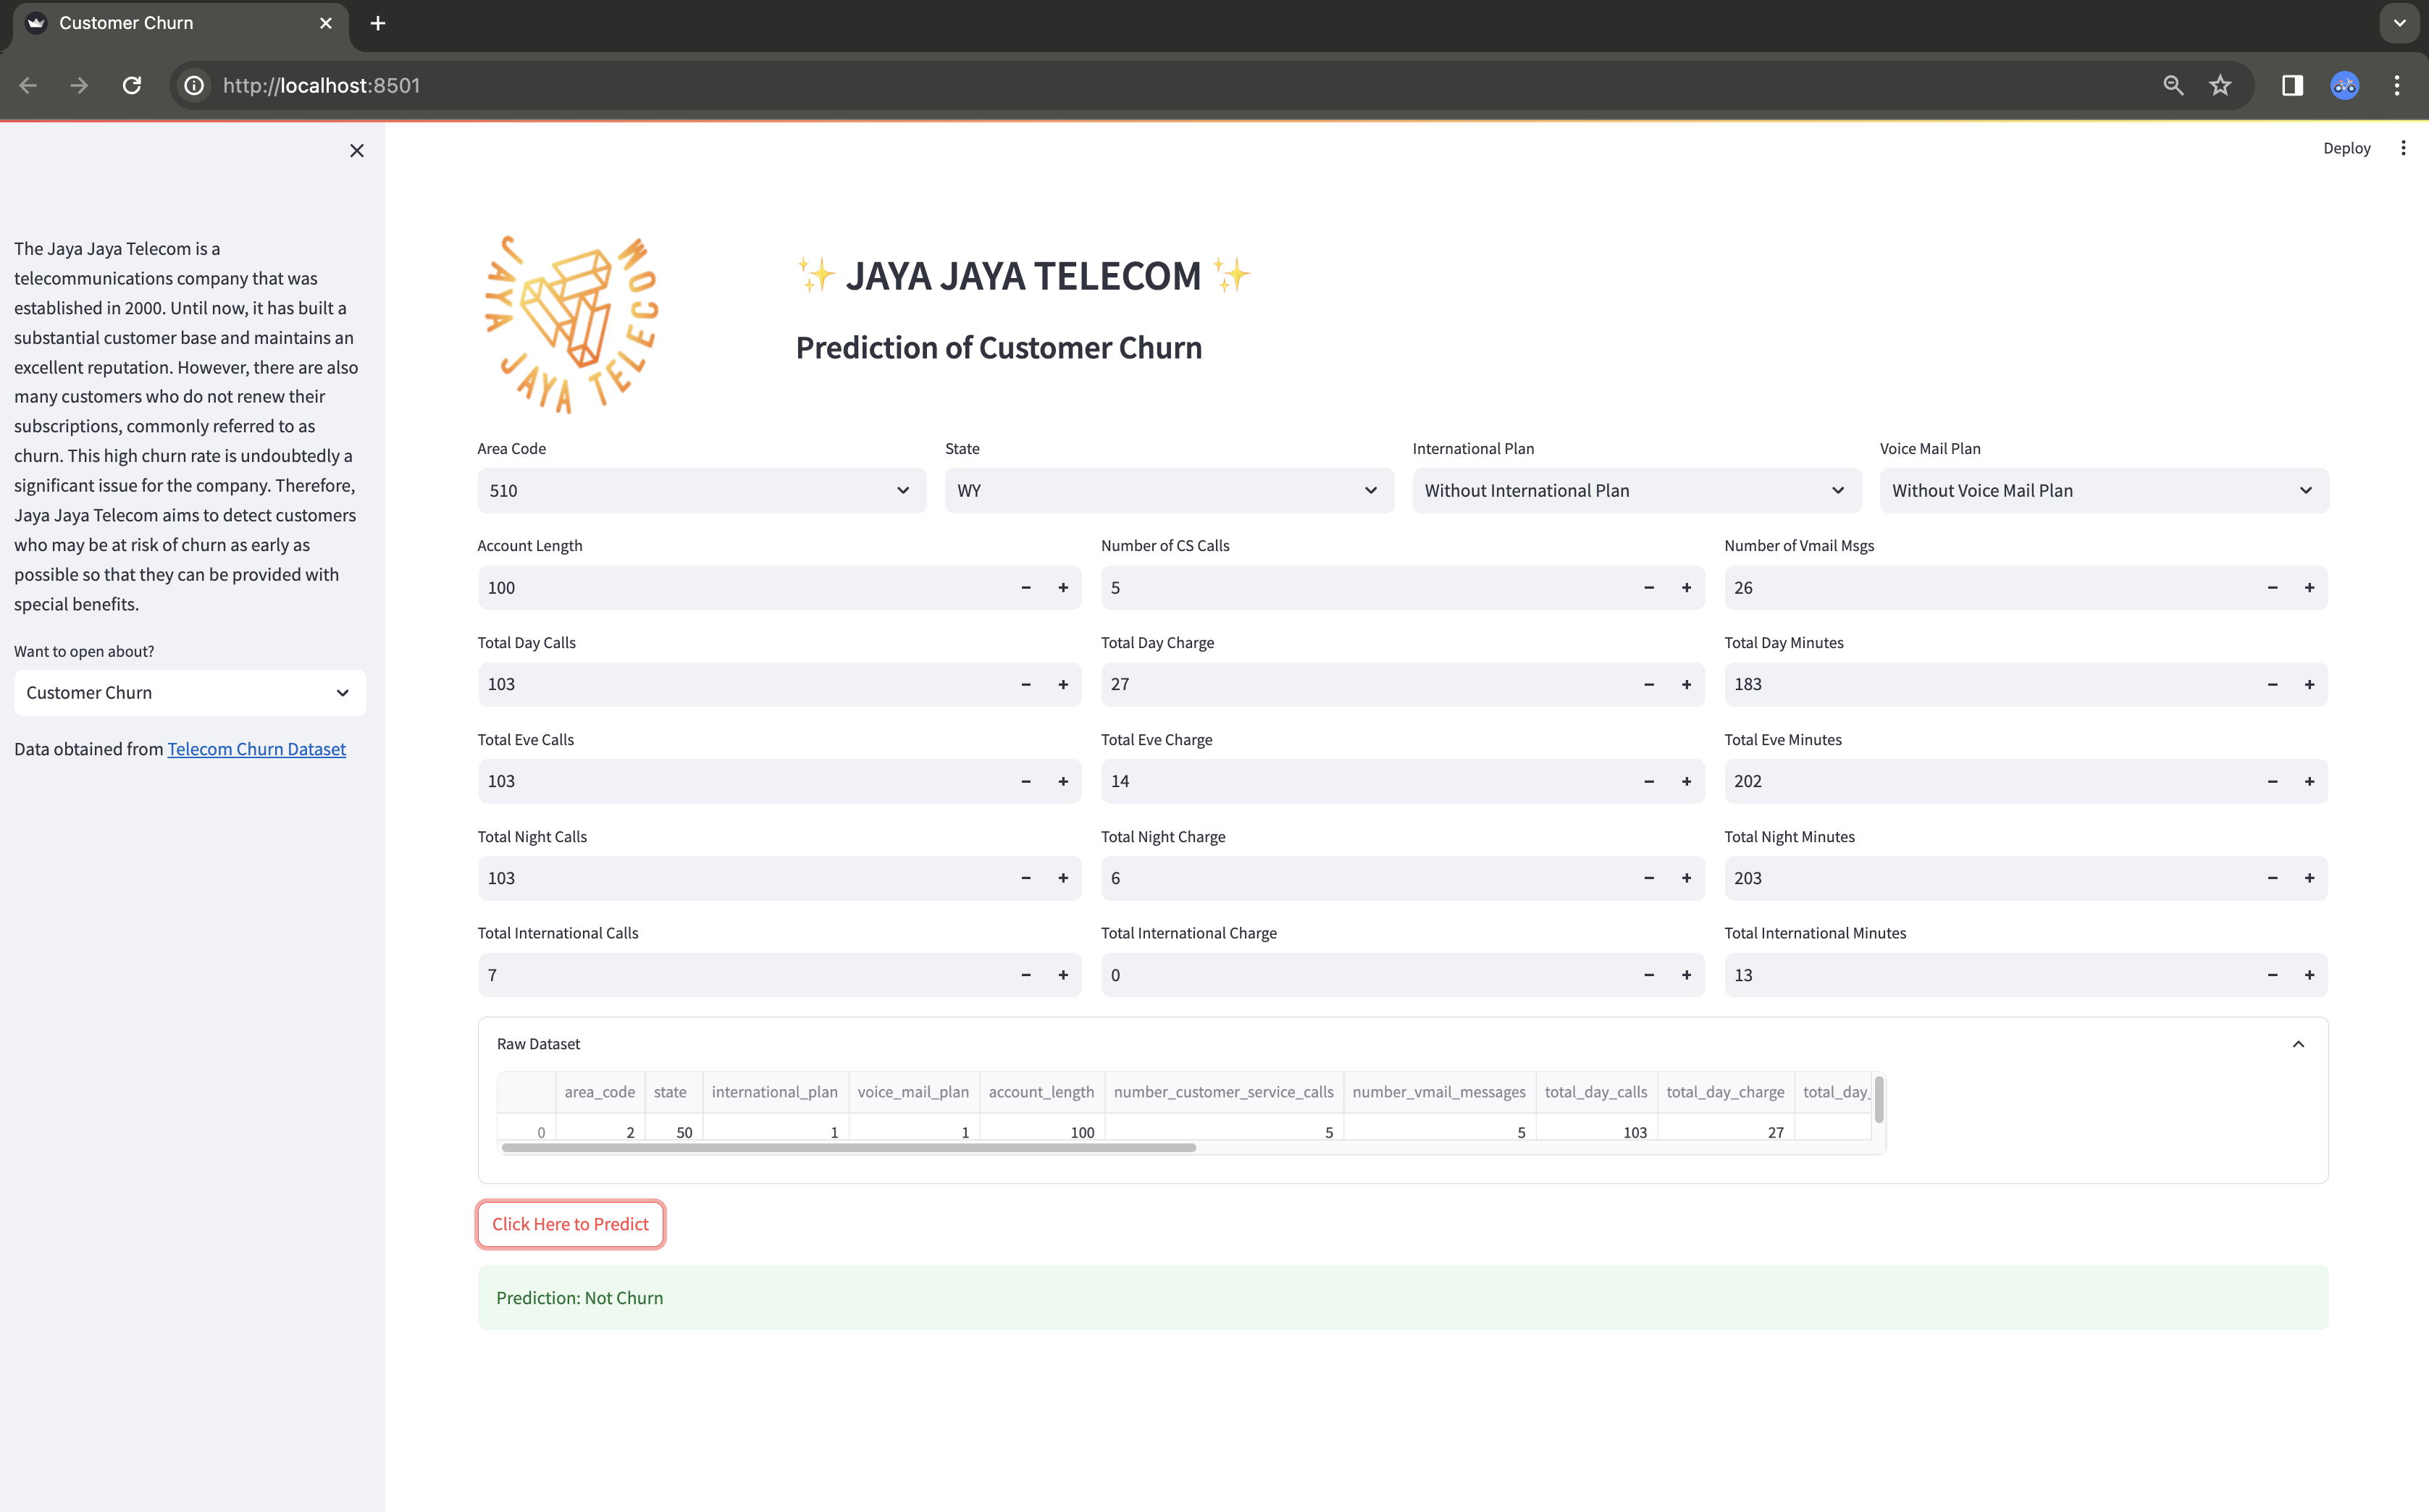 Customer Churn
http://localhost:8501
Deploy
The Jaya Jaya Telecom is a
telecommunications company that was
established in 2000. Until now, it has built a
substantial customer base and maintains an
excellent reputation. However, there are also
many customers who do not renew their
subscriptions, commonly referred to as
churn. This high churn rate is undoubtedly a
significant issue for the company. Therefore,
Jaya Jaya Telecom aims to detect customers
who may be at risk of churn as early as
possible so that they can be provided with
special benefits.
Want to open about?
Customer Churn
Data obtained from Telecom Churn Dataset
JAYA JAYA TELECOM
✨ JAYA JAYA TELECOM ✨
Prediction of Customer Churn
Area Code State International Plan Voice Mail Plan
510 WY Without International Plan Without Voice Mail Plan
Account Length Number of CS Calls Number of Vmail Msgs
100 − + 5 − + 26 − +
Total Day Calls Total Day Charge Total Day Minutes
103 − + 27 − + 183 − +
Total Eve Calls Total Eve Charge Total Eve Minutes
103 − + 14 − + 202 − +
Total Night Calls Total Night Charge Total Night Minutes
103 − + 6 − + 203 − +
Total International Calls Total International Charge Total International Minutes
7 − + 0 − + 13 − +
Raw Dataset
area_code state international_plan voice_mail_plan account_length number_customer_service_calls number_vmail_messages total_day_calls total_day_charge total_day_
0 2 50 1 1 100 5 5 103 27
Click Here to Predict
Prediction: Not Churn